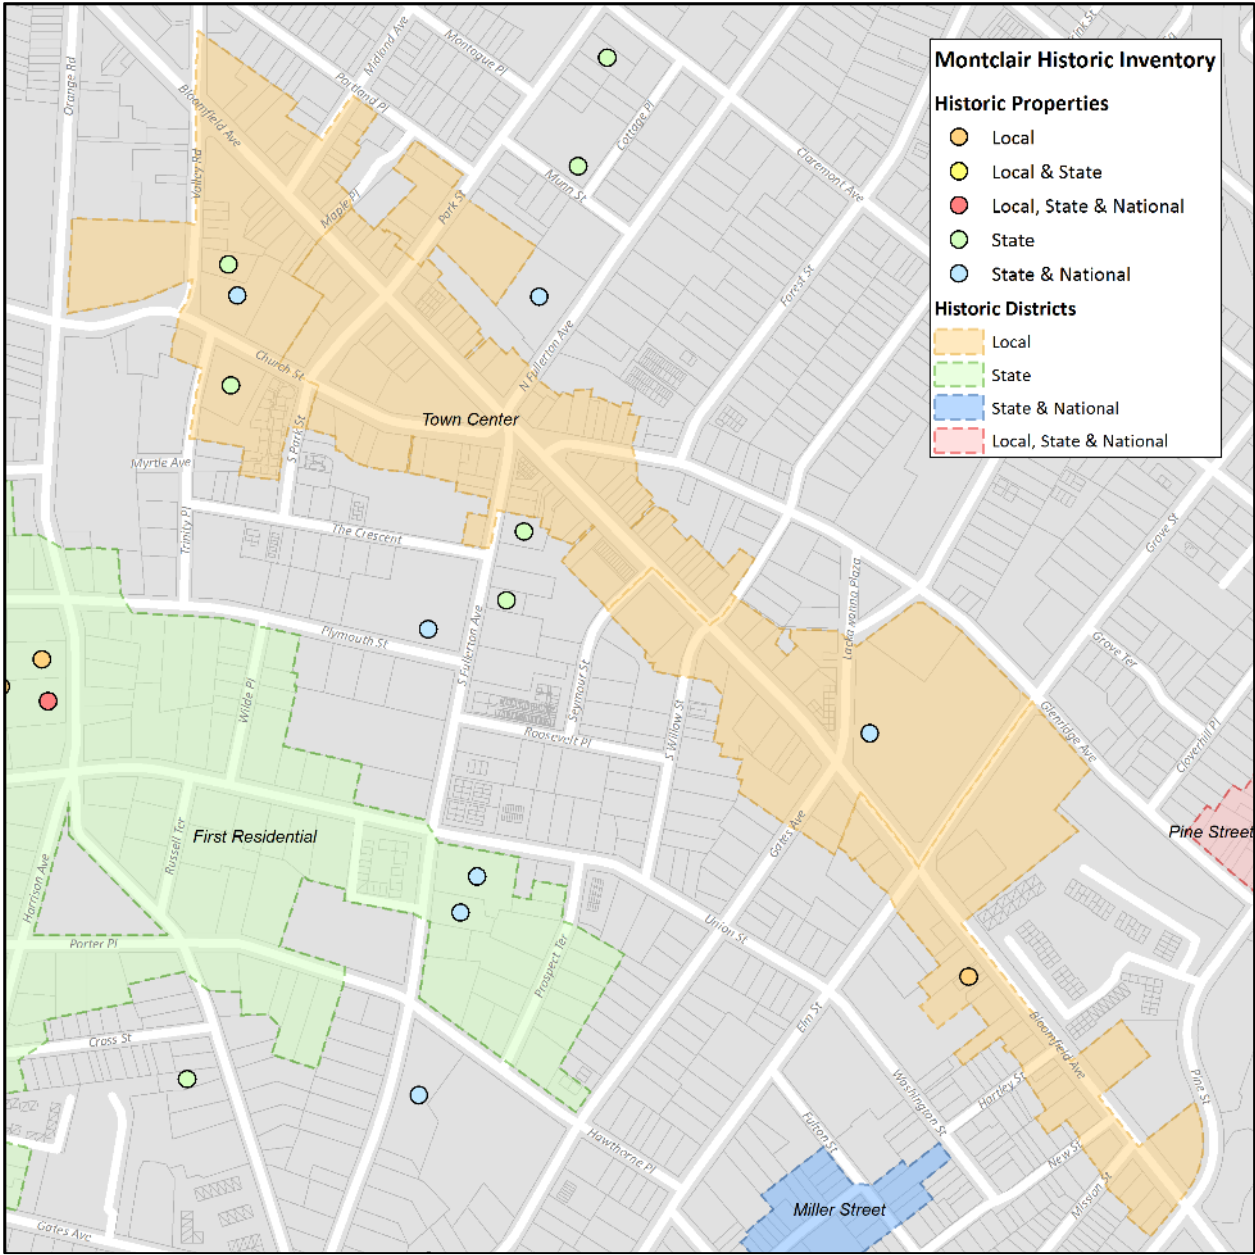 Montclair Historic Inventory
Historic Properties
Local
Local & State
Local, State & National
State
State & National
Historic Districts
Local
State
State & National
Local, State & National
Orange Rd
Bloomfield Ave
Valley Rd
Midland Ave
Montague Pl
Portland Pl
Cottage Pl
Munn St
Claremont Ave
Maple Pl
Park St
Forest St
N Fullerton Ave
Church St
Town Center
S Park St
Myrtle Ave
Trinity Pl
The Crescent
Grove St
Lackawanna Plaza
Plymouth St
S Fullerton Ave
Seymour St
Grove Ter
Wilde Pl
Roosevelt Pl
S Willow St
Glenridge Ave
Cloverhill Pl
First Residential
Russell Ter
Gates Ave
Pine Street
Harrison Ave
Porter Pl
Union St
Prospect Ter
Elm St
Cross St
Bloomfield Ave
Washington St
Hartley St
Pine St
Fulton St
Hawthorne Pl
New St
Mission St
Miller Street
Gates Ave